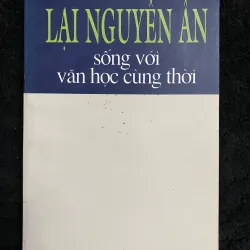 LẠI NGUYÊN ÂN
sống với
văn học cùng thời